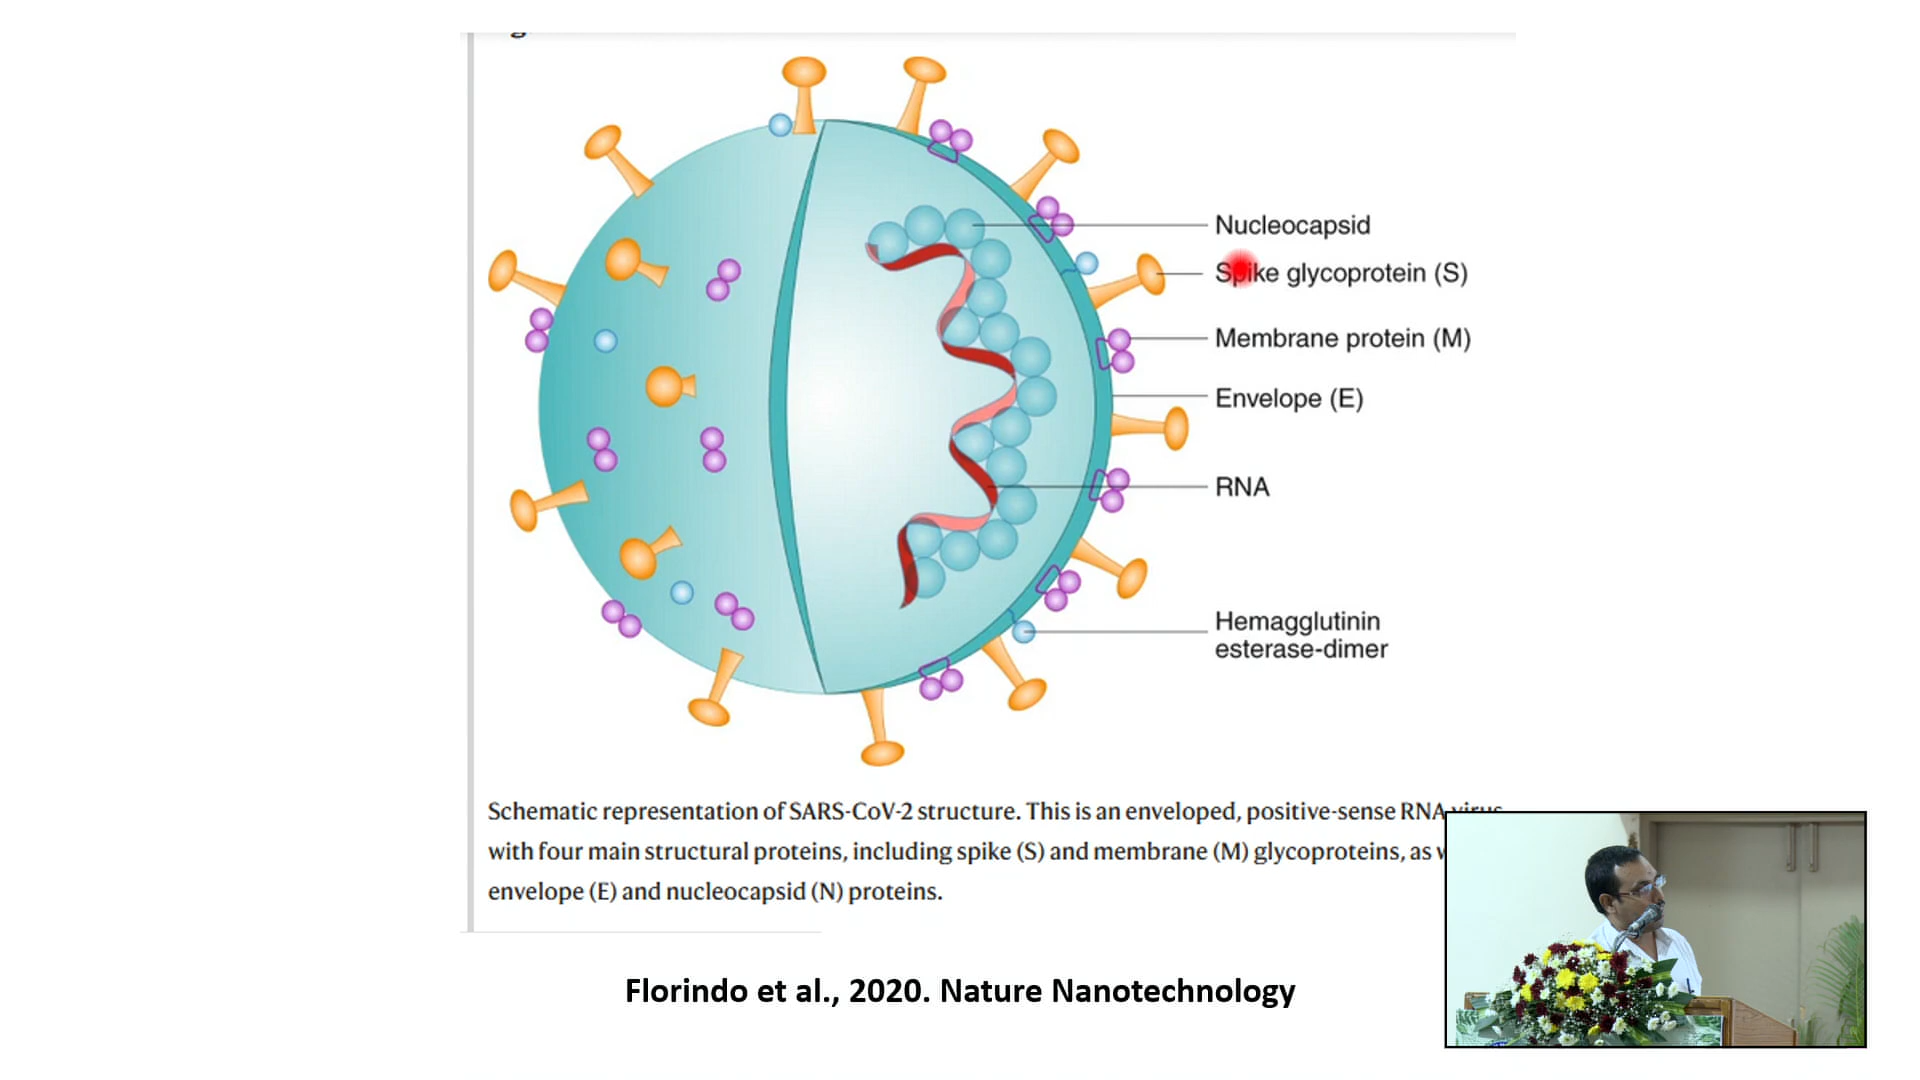 Nucleocapsid
Spike glycoprotein (S)
Membrane protein (M)
Envelope (E)
RNA
Hemagglutinin
esterase-dimer
Schematic representation of SARS-CoV-2 structure. This is an enveloped, positive-sense RNA virus
with four main structural proteins, including spike (S) and membrane (M) glycoproteins, as
envelope (E) and nucleocapsid (N) proteins.
Florindo et al., 2020. Nature Nanotechnology